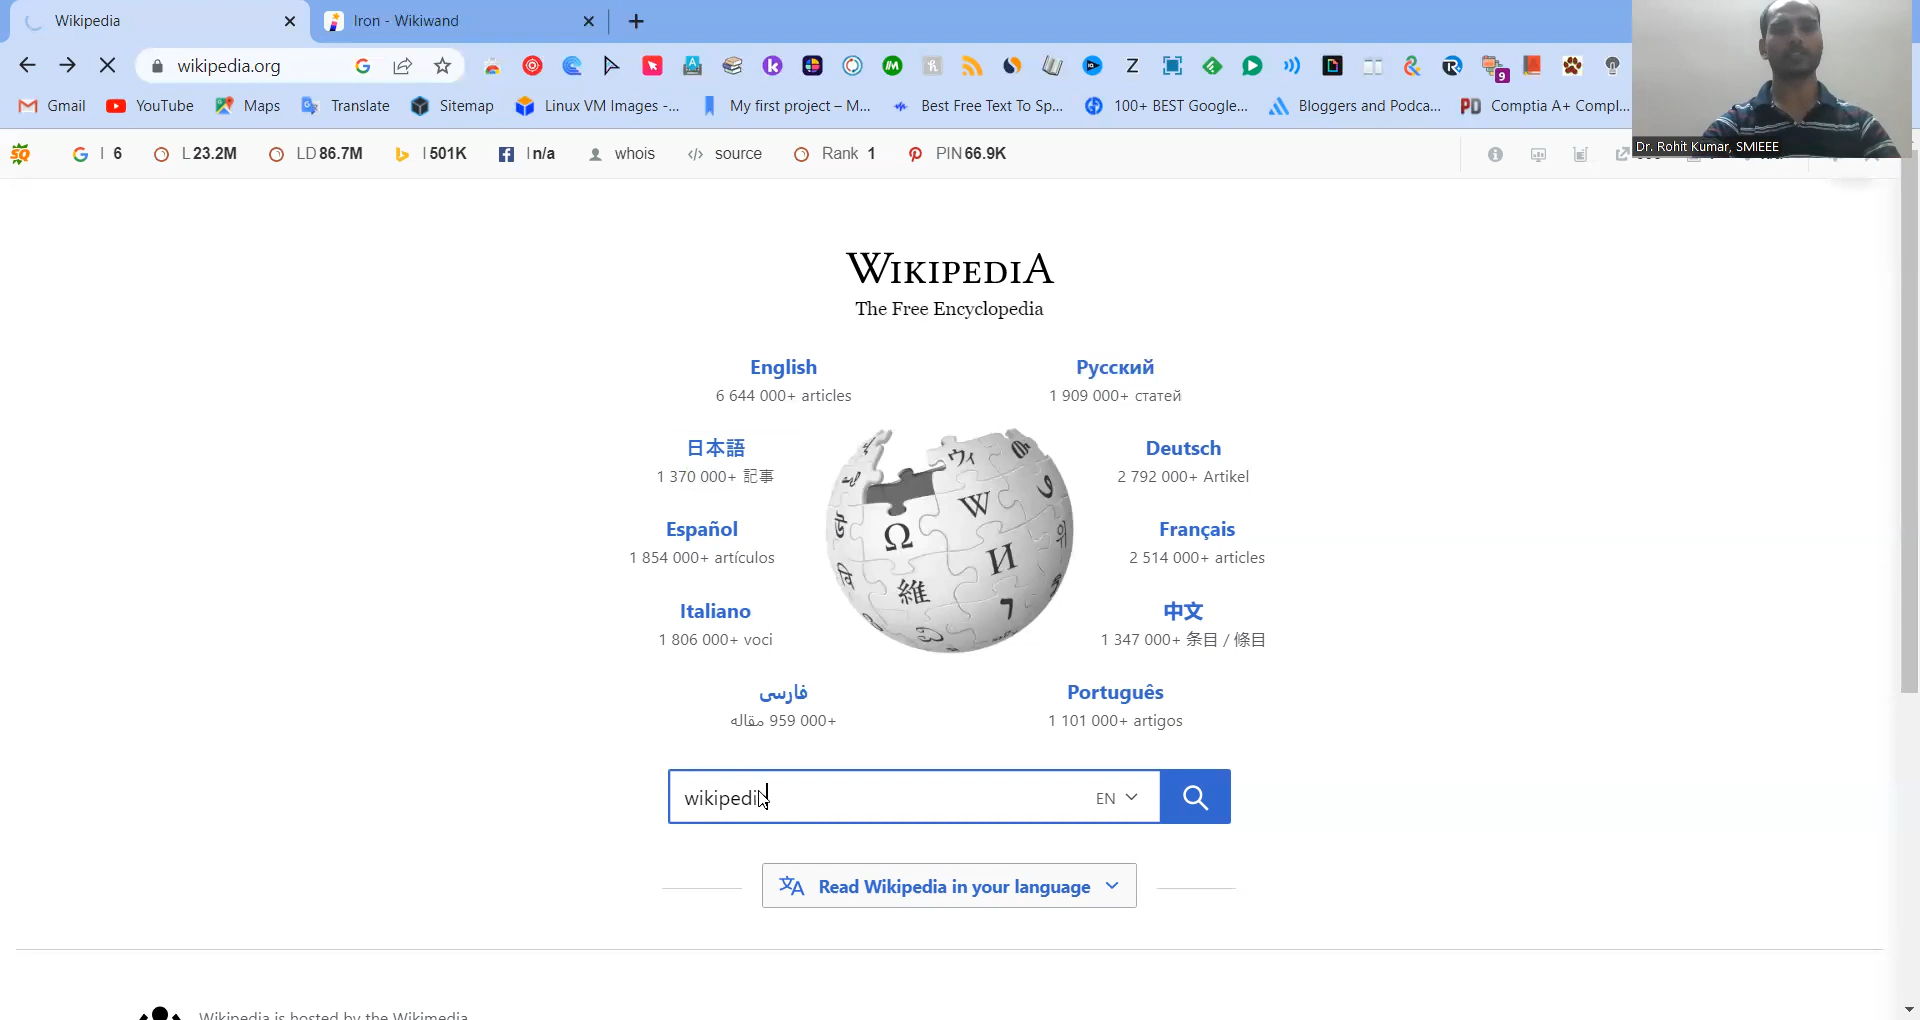 Wikipedia
Iron - Wikiwand
wikipedia.org
9
Gmail
YouTube
Maps
Translate
Sitemap
Linux VM Images -...
My first project – M...
Best Free Text To Sp...
100+ BEST Google...
Bloggers and Podca...
Comptia A+ Compl...
Dr. Rohit Kumar, SMIEEE
I 6
L 23.2M
LD 86.7M
I 501K
I n/a
whois
source
Rank 1
PIN 66.9K
WIKIPEDIA
The Free Encyclopedia
English
6 644 000+ articles
Русский
1 909 000+ статей
日本語
1 370 000+ 記事
Deutsch
2 792 000+ Artikel
Español
1 854 000+ artículos
Français
2 514 000+ articles
Italiano
1 806 000+ voci
中文
1 347 000+ 条目 / 條目
فارسی
959 000+ مقاله
Português
1 101 000+ artigos
wikipedia
EN
Read Wikipedia in your language
Wikipedia is hosted by the Wikimedia